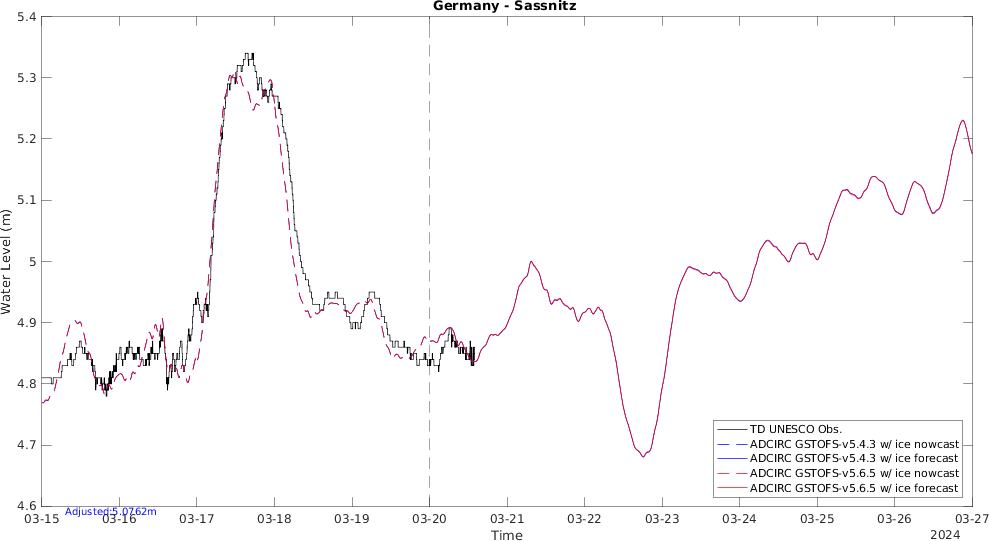 Germany - Sassnitz
5.4
5.3
5.2
5.1
5
4.9
4.8
4.7
4.6
Water Level (m)
TD UNESCO Obs.
ADCIRC GSTOFS-v5.4.3 w/ ice nowcast
ADCIRC GSTOFS-v5.4.3 w/ ice forecast
ADCIRC GSTOFS-v5.6.5 w/ ice nowcast
ADCIRC GSTOFS-v5.6.5 w/ ice forecast
Adjusted:5.0762m
03-15 03-16 03-17 03-18 03-19 03-20 03-21 03-22 03-23 03-24 03-25 03-26 03-27
Time
2024